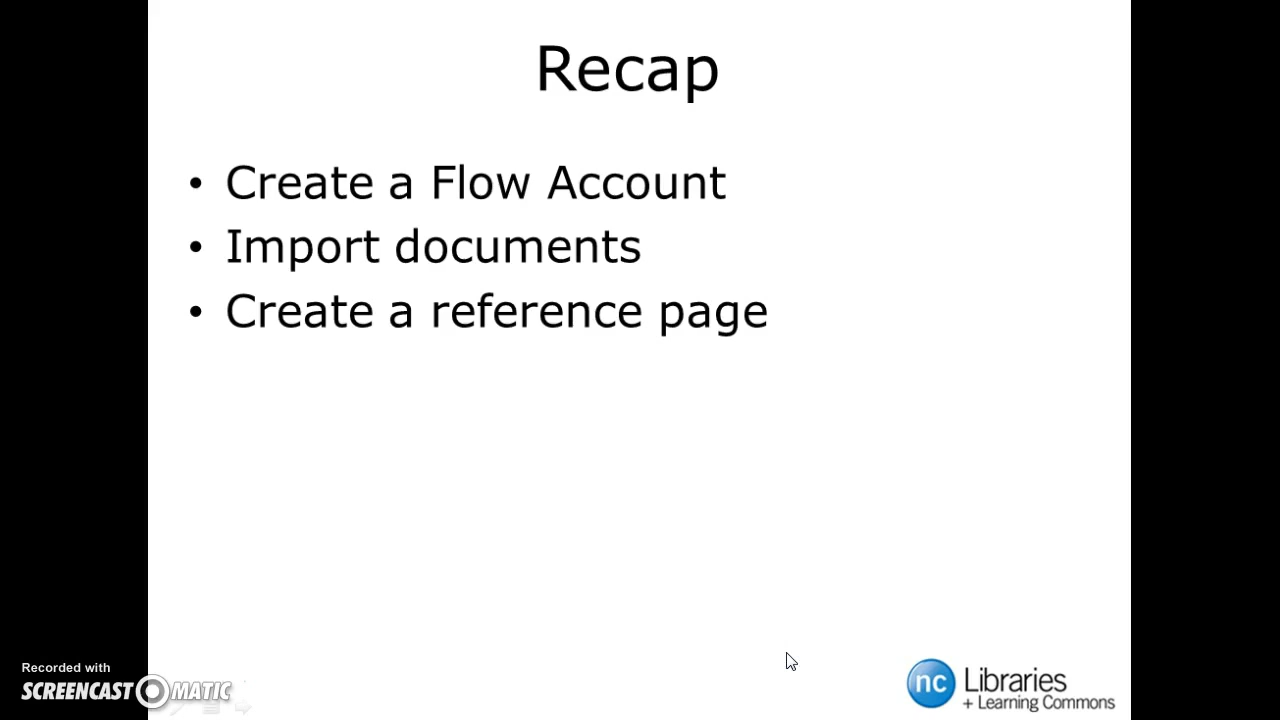 Recap
• Create a Flow Account
• Import documents
• Create a reference page
Recorded with
SCREENCAST MATIC
nc Libraries
+ Learning Commons